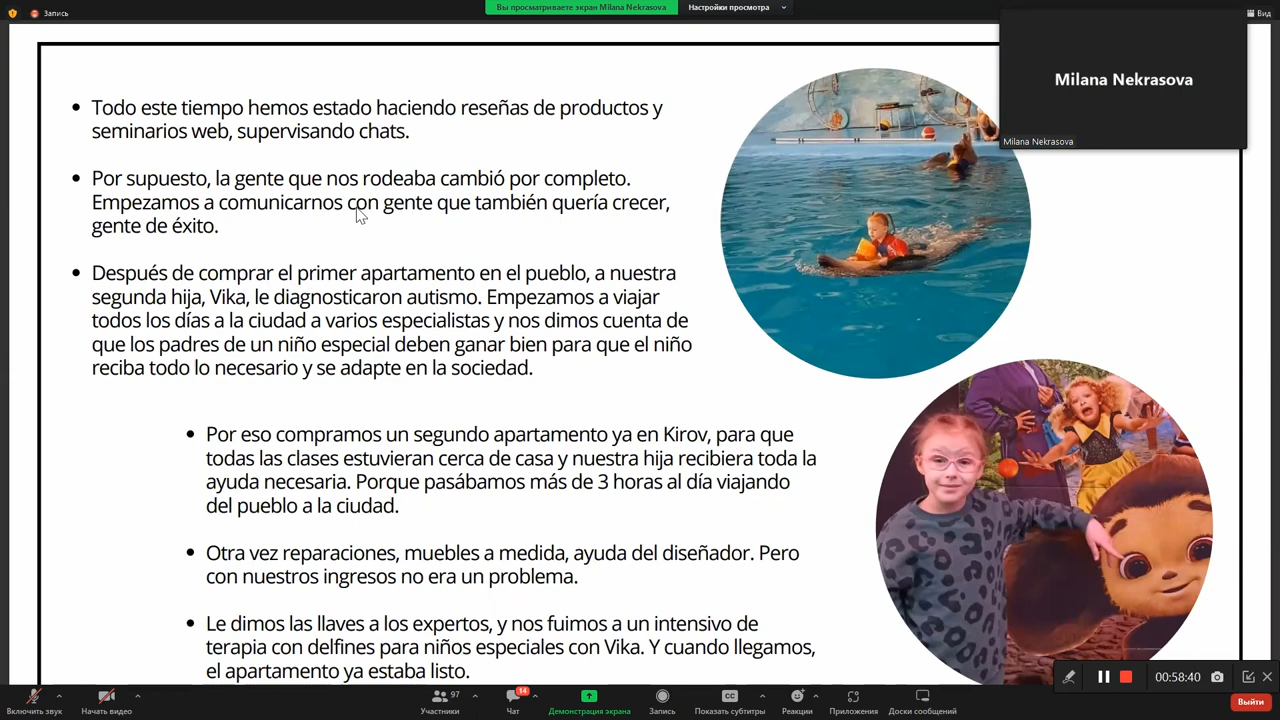 Запись
Вы просматриваете экран Milana Nekrasova
Настройки просмотра
Вид
Milana Nekrasova
Milana Nekrasova
• Todo este tiempo hemos estado haciendo reseñas de productos y
seminarios web, supervisando chats.
• Por supuesto, la gente que nos rodeaba cambió por completo.
Empezamos a comunicarnos con gente que también quería crecer,
gente de éxito.
• Después de comprar el primer apartamento en el pueblo, a nuestra
segunda hija, Vika, le diagnosticaron autismo. Empezamos a viajar
todos los días a la ciudad a varios especialistas y nos dimos cuenta de
que los padres de un niño especial deben ganar bien para que el niño
reciba todo lo necesario y se adapte en la sociedad.
• Por eso compramos un segundo apartamento ya en Kirov, para que
todas las clases estuvieran cerca de casa y nuestra hija recibiera toda la
ayuda necesaria. Porque pasábamos más de 3 horas al día viajando
del pueblo a la ciudad.
• Otra vez reparaciones, muebles a medida, ayuda del diseñador. Pero
con nuestros ingresos no era un problema.
• Le dimos las llaves a los expertos, y nos fuimos a un intensivo de
terapia con delfines para niños especiales con Vika. Y cuando llegamos,
el apartamento ya estaba listo.
00:58:40
Включить звук
Начать видео
97
Участники
14
Чат
Демонстрация экрана
Запись
CC
Показать субтитры
Реакции
Приложения
Доски сообщений
Выйти